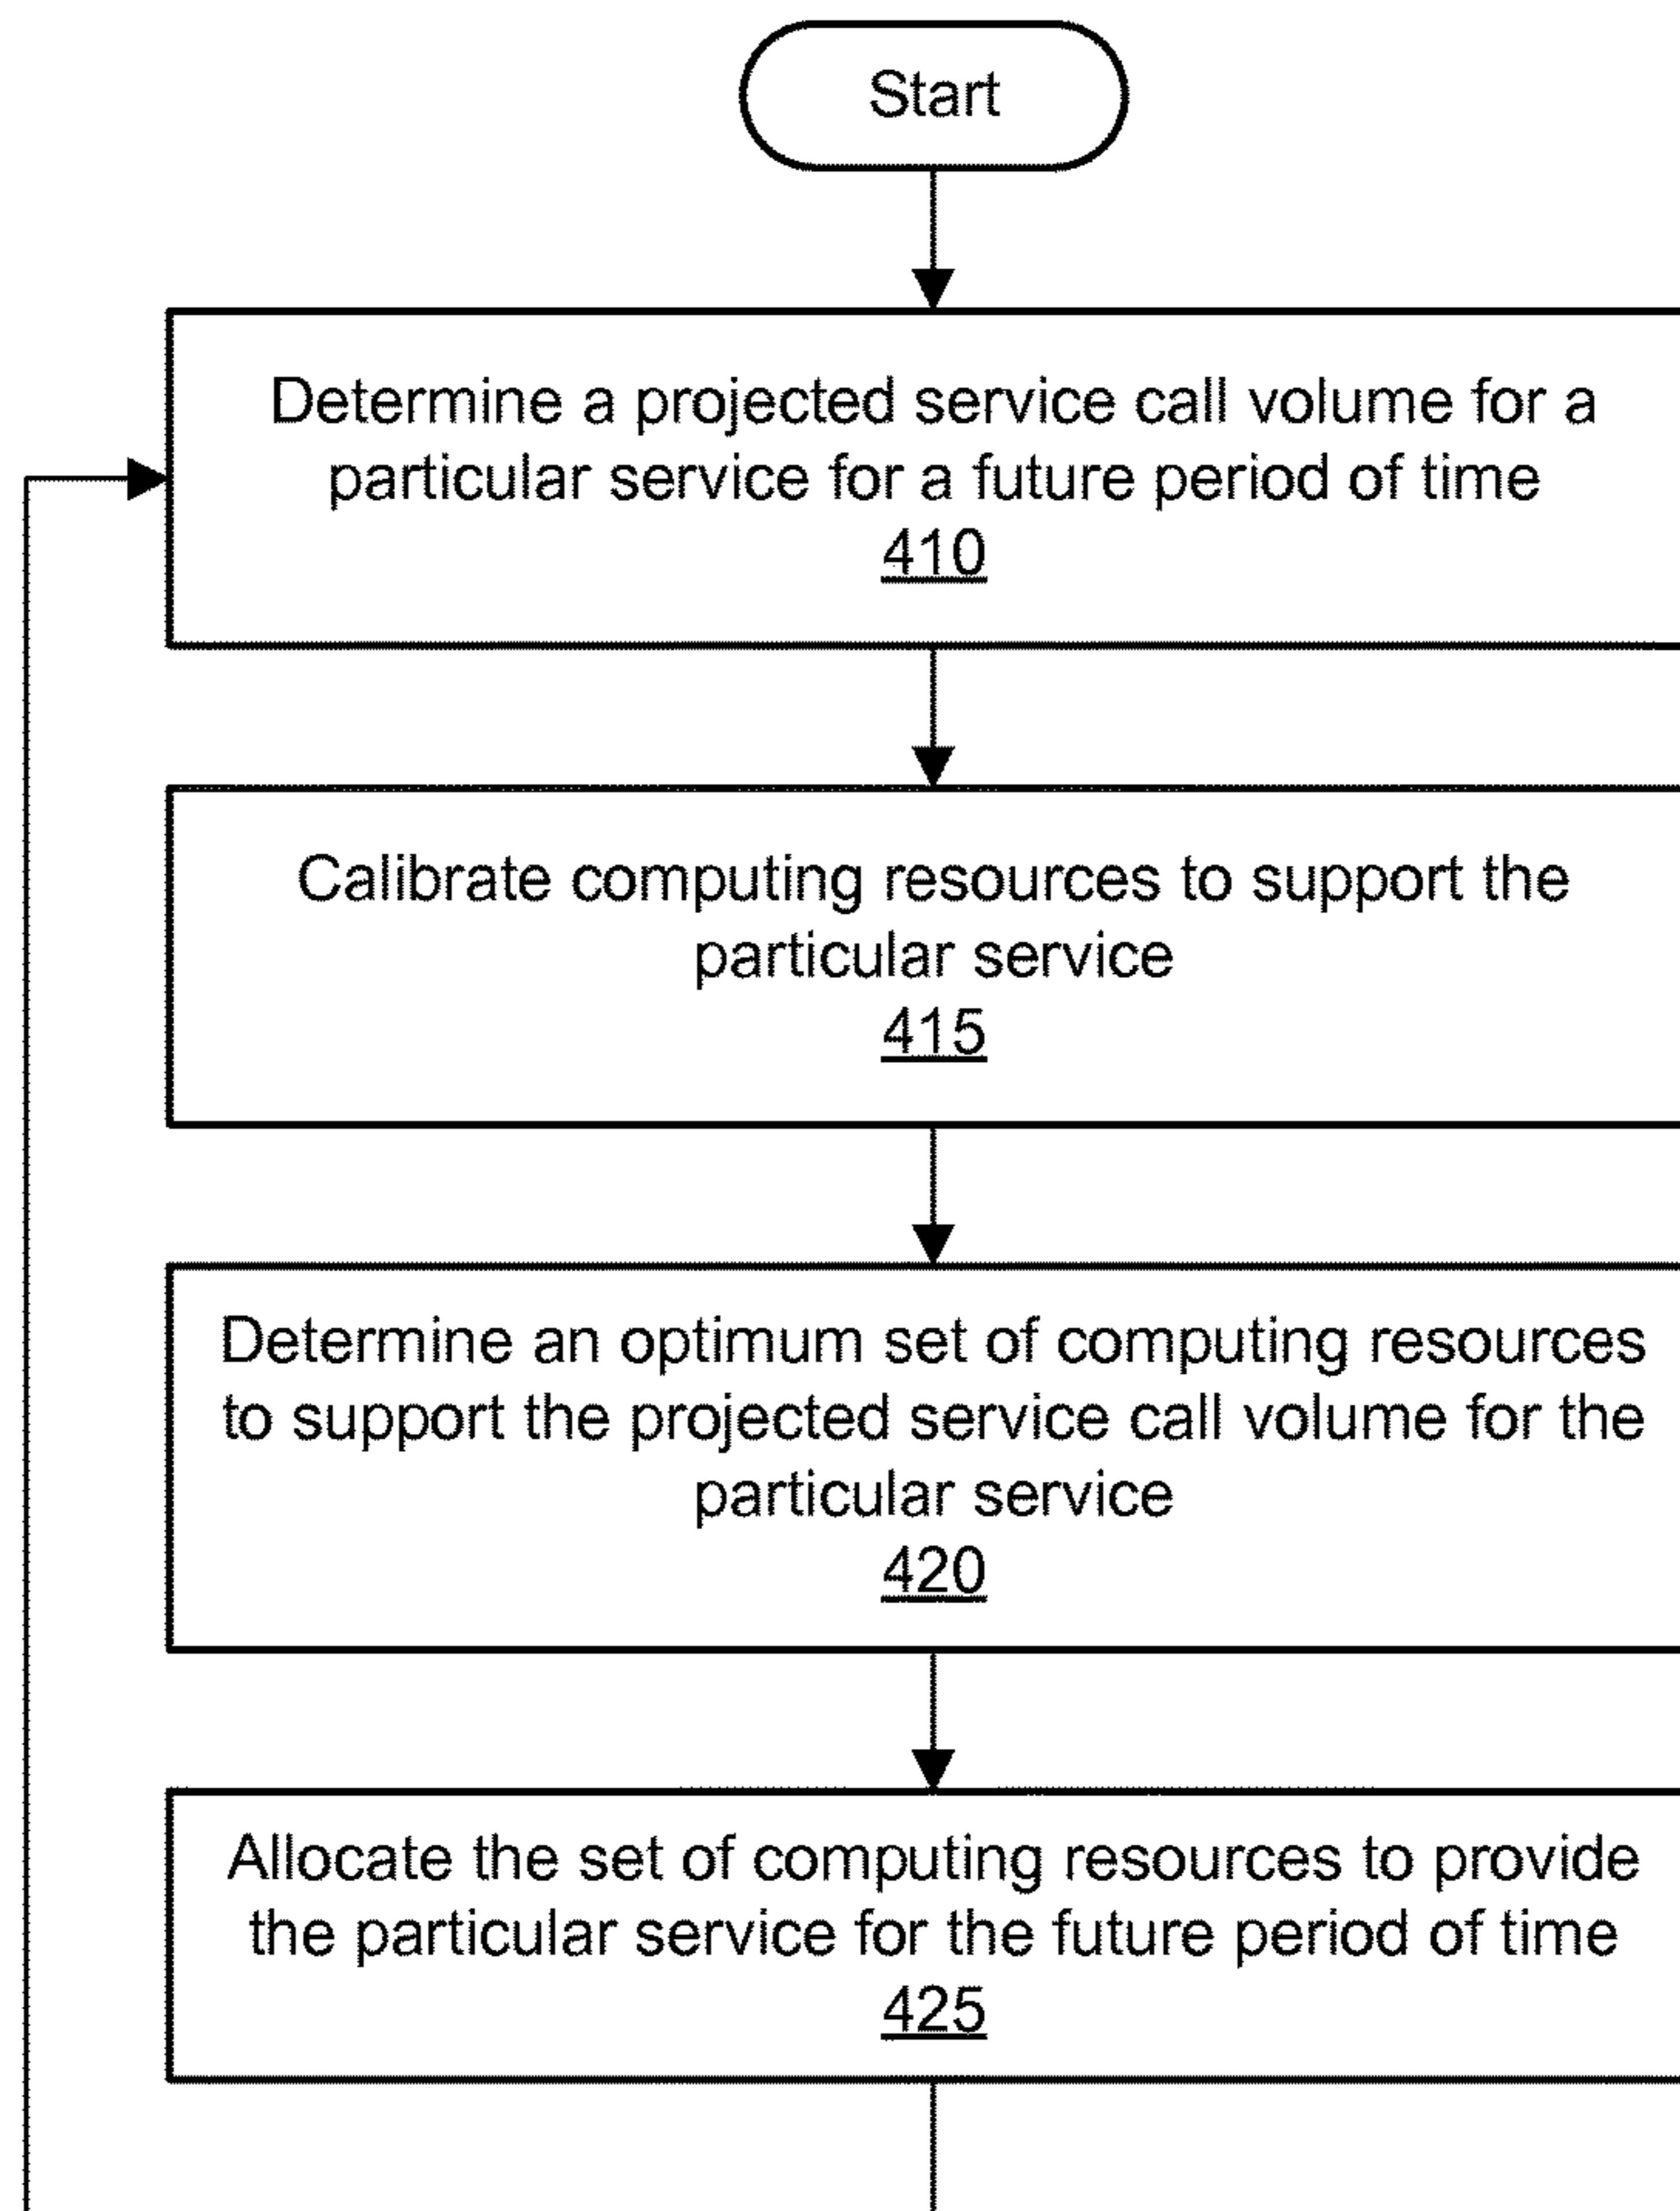 Start
Determine a projected service call volume for a
particular service for a future period of time
410
Calibrate computing resources to support the
particular service
415
Determine an optimum set of computing resources
to support the projected service call volume for the
particular service
420
Allocate the set of computing resources to provide
the particular service for the future period of time
425